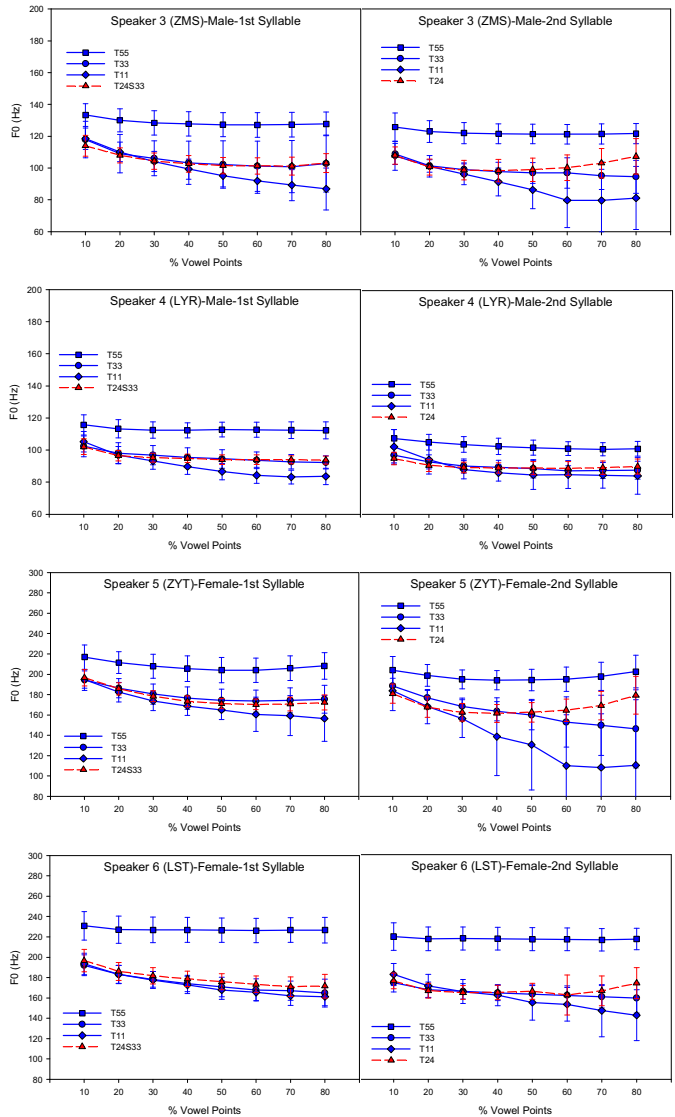 Speaker 3 (ZMS)-Male-1st Syllable
F0 (Hz)
200
180
160
140
120
100
80
60
T55
T33
T11
T24S33
10 20 30 40 50 60 70 80
% Vowel Points
Speaker 3 (ZMS)-Male-2nd Syllable
T55
T33
T11
T24
10 20 30 40 50 60 70 80
% Vowel Points
Speaker 4 (LYR)-Male-1st Syllable
F0 (Hz)
200
180
160
140
120
100
80
60
T55
T33
T11
T24S33
10 20 30 40 50 60 70 80
% Vowel Points
Speaker 4 (LYR)-Male-2nd Syllable
T55
T33
T11
T24
10 20 30 40 50 60 70 80
% Vowel Points
Speaker 5 (ZYT)-Female-1st Syllable
F0 (Hz)
300
280
260
240
220
200
180
160
140
120
100
80
T55
T33
T11
T24S33
10 20 30 40 50 60 70 80
% Vowel Points
Speaker 5 (ZYT)-Female-2nd Syllable
T55
T33
T11
T24
10 20 30 40 50 60 70 80
% Vowel Points
Speaker 6 (LST)-Female-1st Syllable
F0 (Hz)
300
280
260
240
220
200
180
160
140
120
100
80
T55
T33
T11
T24S33
10 20 30 40 50 60 70 80
% Vowel Points
Speaker 6 (LST)-Female-2nd Syllable
T55
T33
T11
T24
10 20 30 40 50 60 70 80
% Vowel Points